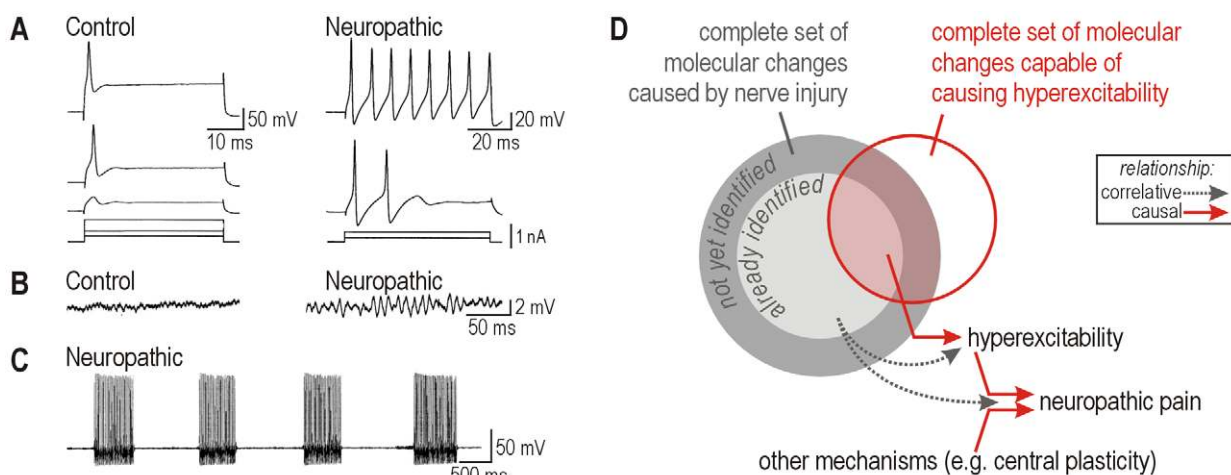 A
Control
Neuropathic
50 mV
10 ms
20 mV
20 ms
1 nA
B
Control
Neuropathic
2 mV
50 ms
C
Neuropathic
50 mV
500 ms
D
complete set of
molecular changes
caused by nerve injury
complete set of molecular
changes capable of
causing hyperexcitability
relationship:
correlative
causal
not yet identified
already identified
hyperexcitability
neuropathic pain
other mechanisms (e.g. central plasticity)